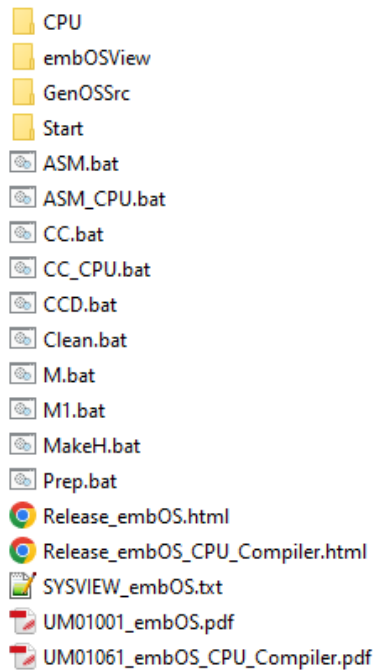 CPU
embOSView
GenOSSrc
Start
ASM.bat
ASM_CPU.bat
CC.bat
CC_CPU.bat
CCD.bat
Clean.bat
M.bat
M1.bat
MakeH.bat
Prep.bat
Release_embOS.html
Release_embOS_CPU_Compiler.html
SYSVIEW_embOS.txt
UM01001_embOS.pdf
UM01061_embOS_CPU_Compiler.pdf